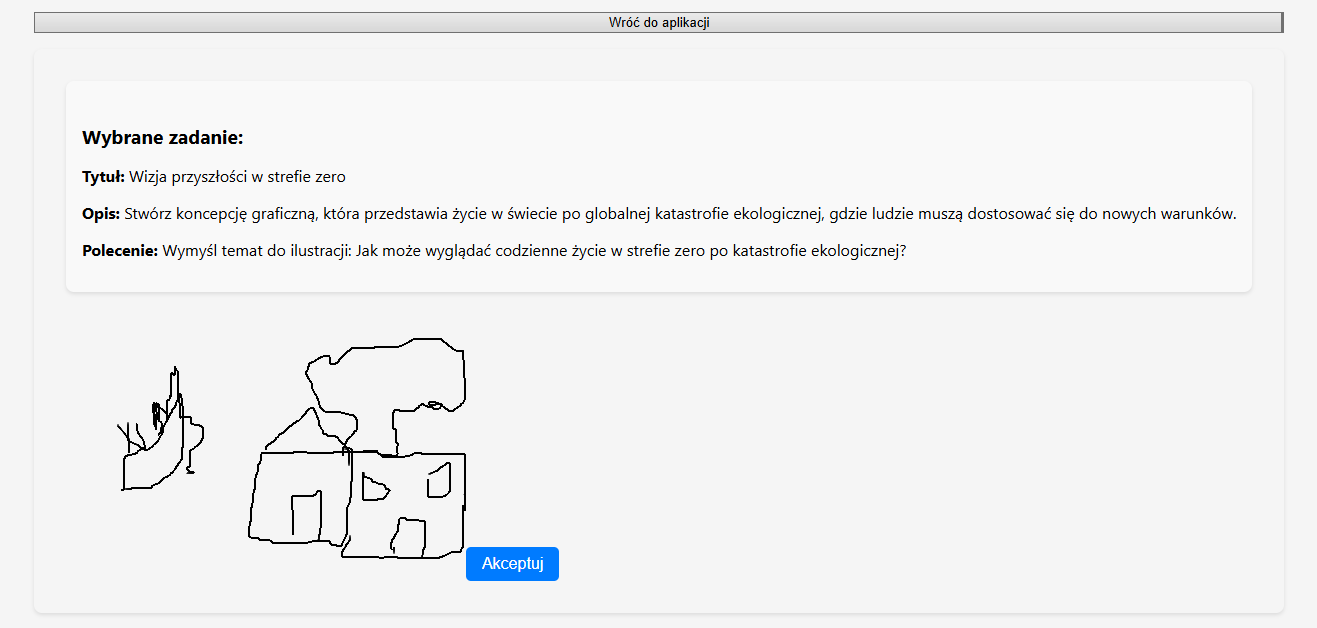 Wróć do aplikacji
Wybrane zadanie:
Tytuł: Wizja przyszłości w strefie zero
Opis: Stwórz koncepcję graficzną, która przedstawia życie w świecie po globalnej katastrofie ekologicznej, gdzie ludzie muszą dostosować się do nowych warunków.
Polecenie: Wymyśl temat do ilustracji: Jak może wyglądać codzienne życie w strefie zero po katastrofie ekologicznej?
Akceptuj